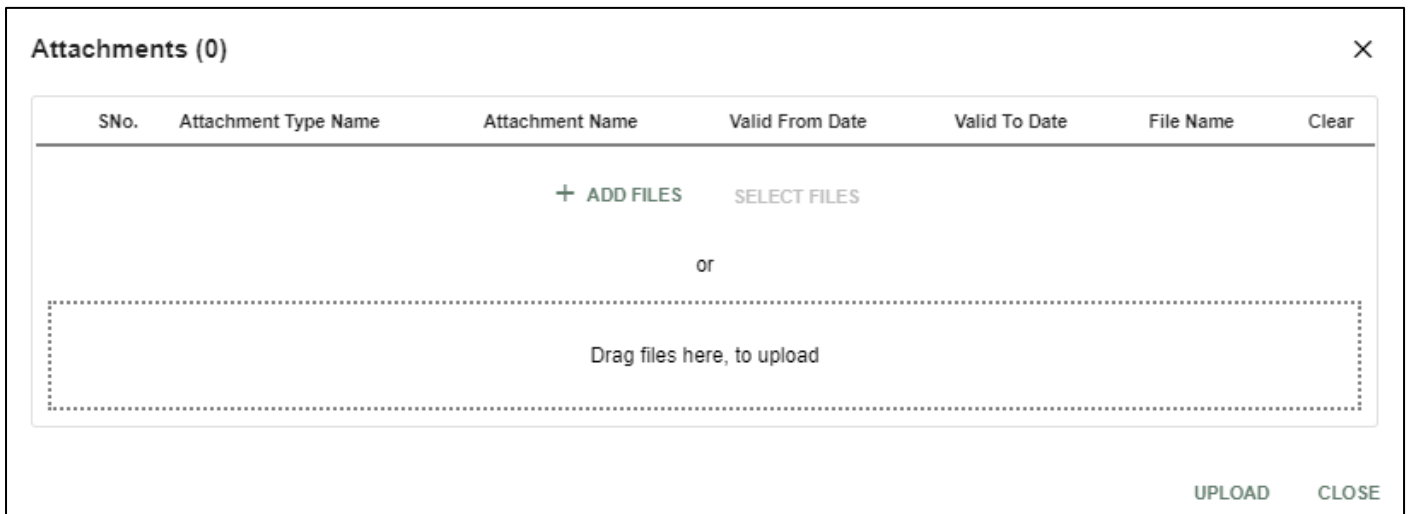 Attachments (0)
SNo. Attachment Type Name Attachment Name Valid From Date Valid To Date File Name Clear
+ ADD FILES SELECT FILES
or
Drag files here, to upload
UPLOAD CLOSE